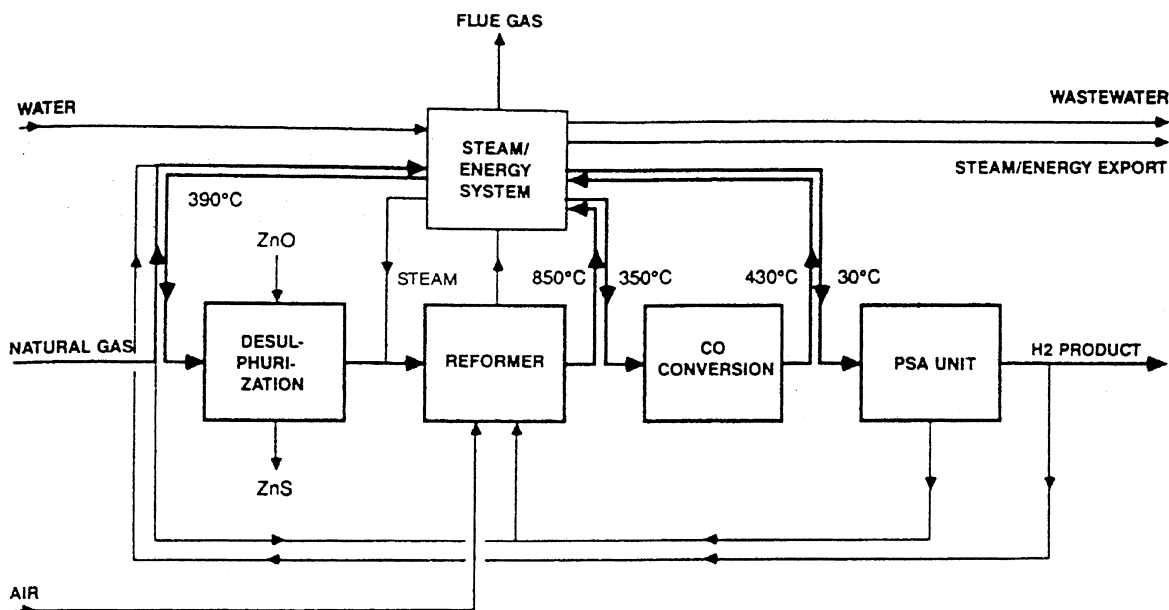 FLUE GAS
WATER
WASTEWATER
STEAM/
ENERGY
SYSTEM
STEAM/ENERGY EXPORT
390°C
ZnO
STEAM
850°C
350°C
430°C
30°C
NATURAL GAS
DESUL-
PHURI-
ZATION
REFORMER
CO
CONVERSION
PSA UNIT
H2 PRODUCT
ZnS
AIR